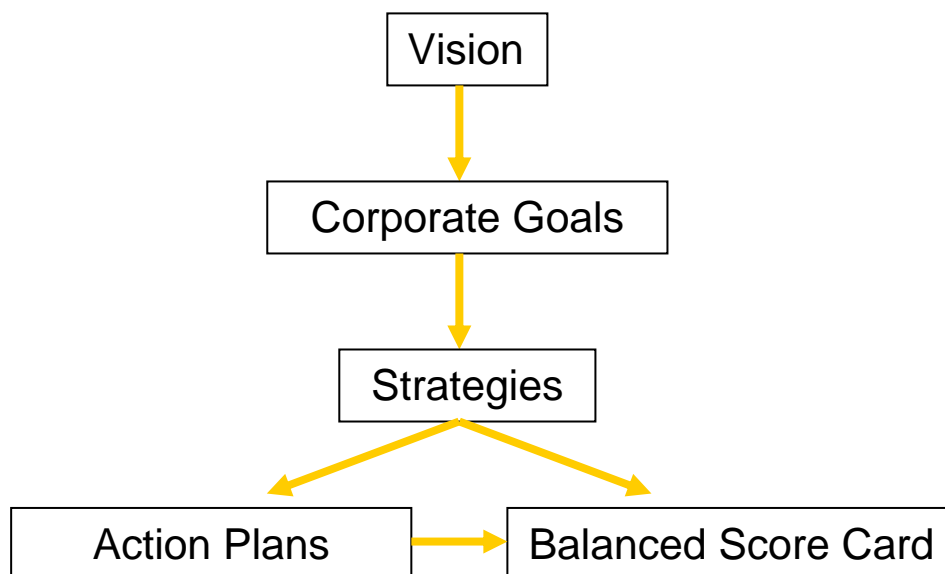 Vision
Corporate Goals
Strategies
Action Plans
Balanced Score Card